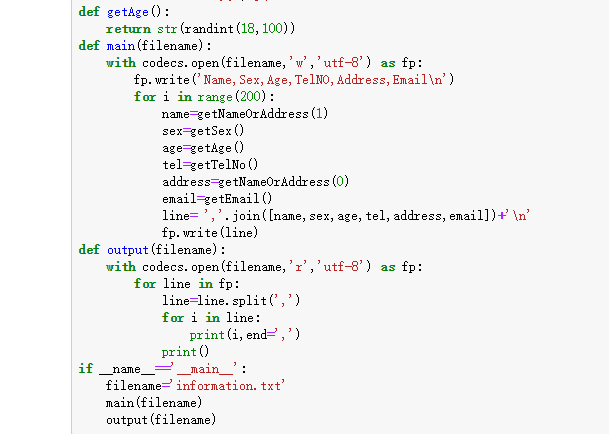 def getAge():
    return str(randint(18,100))
def main(filename):
    with codecs.open(filename,'w','utf-8') as fp:
        fp.write('Name,Sex,Age,TelNO,Address,Email\n')
        for i in range(200):
            name=getNameOrAddress(1)
            sex=getSex()
            age=getAge()
            tel=getTelNo()
            address=getNameOrAddress(0)
            email=getEmail()
            line= ','.join([name,sex,age,tel,address,email])+'\n'
            fp.write(line)
def output(filename):
    with codecs.open(filename,'r','utf-8') as fp:
        for line in fp:
            line=line.split(',')
            for i in line:
                print(i,end=',')
            print()
if __name__=='__main__':
    filename='information.txt'
    main(filename)
    output(filename)